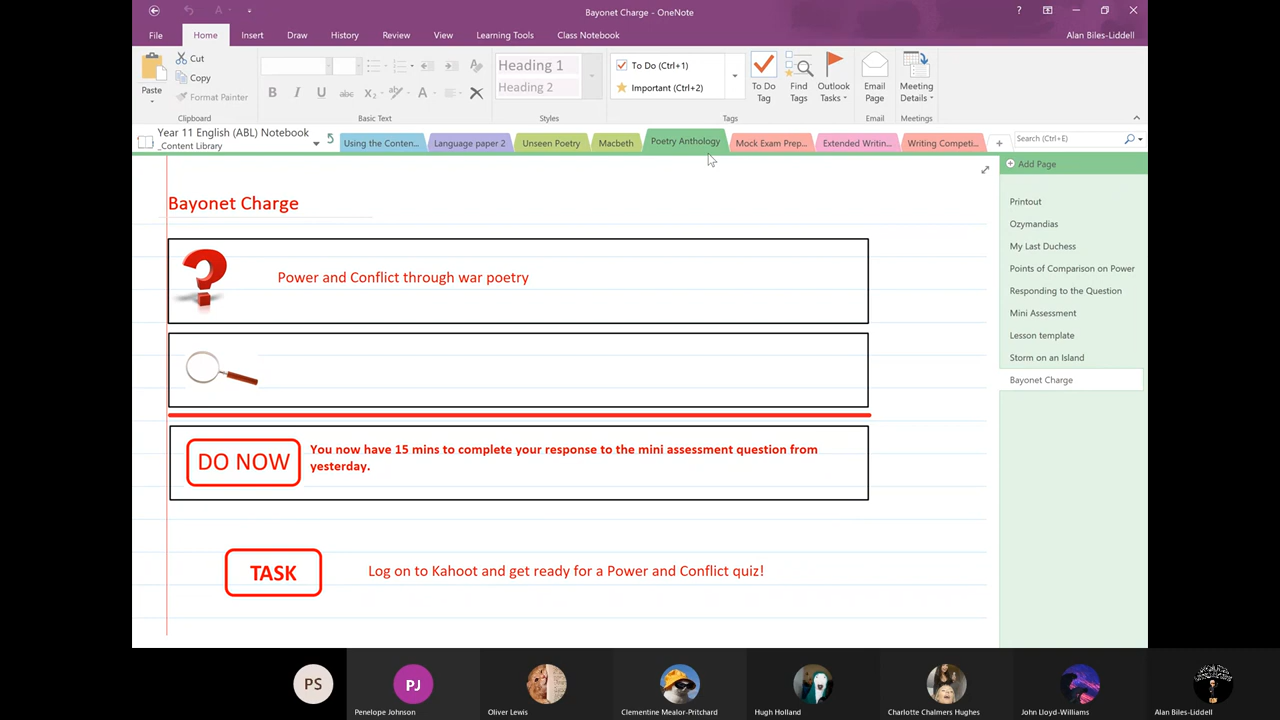 Bayonet Charge - OneNote
?
File
Home
Insert
Draw
History
Review
View
Learning Tools
Class Notebook
Alan Biles-Liddell
Paste
Cut
Copy
Format Painter
Clipboard
B I U abc X₂ A
Basic Text
Heading 1
Heading 2
Styles
To Do (Ctrl+1)
Important (Ctrl+2)
To Do
Tag
Find
Tags
Outlook
Tasks
Tags
Email
Page
Email
Meeting
Details
Meetings
Year 11 English (ABL) Notebook
_Content Library
Using the Conten...
Language paper 2
Unseen Poetry
Macbeth
Poetry Anthology
Mock Exam Prep...
Extended Writin...
Writing Competi...
+
Search (Ctrl+E)
Add Page
Printout
Ozymandias
My Last Duchess
Points of Comparison on Power
Responding to the Question
Mini Assessment
Lesson template
Storm on an Island
Bayonet Charge
Bayonet Charge
Power and Conflict through war poetry
DO NOW
You now have 15 mins to complete your response to the mini assessment question from
yesterday.
TASK
Log on to Kahoot and get ready for a Power and Conflict quiz!
PS
PJ
Penelope Johnson
Oliver Lewis
Clementine Mealor-Pritchard
Hugh Holland
Charlotte Chalmers Hughes
John Lloyd-Williams
Alan Biles-Liddell